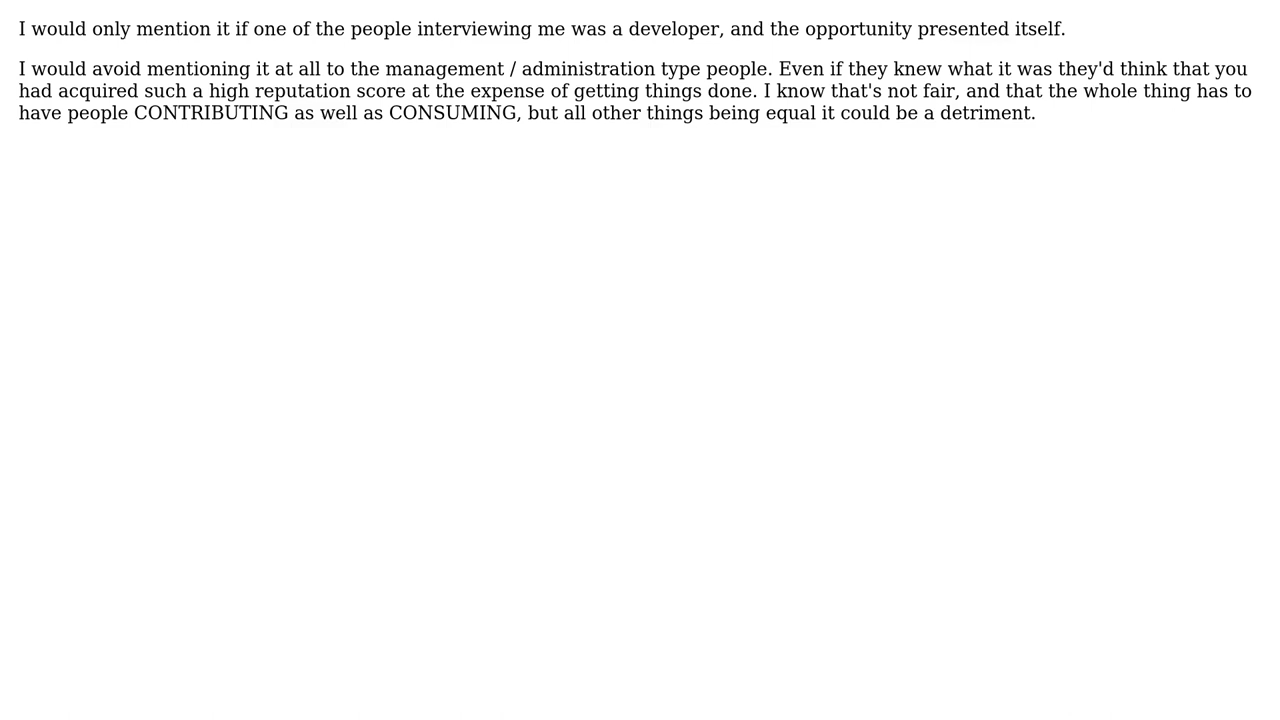 I would only mention it if one of the people interviewing me was a developer, and the opportunity presented itself.
I would avoid mentioning it at all to the management / administration type people. Even if they knew what it was they'd think that you
had acquired such a high reputation score at the expense of getting things done. I know that's not fair, and that the whole thing has to
have people CONTRIBUTING as well as CONSUMING, but all other things being equal it could be a detriment.